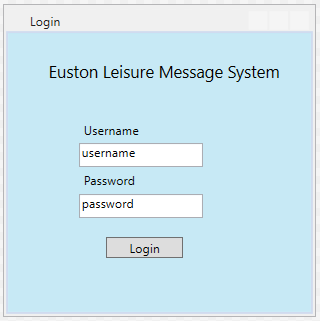 Login
Euston Leisure Message System
Username
username
Password
password
Login